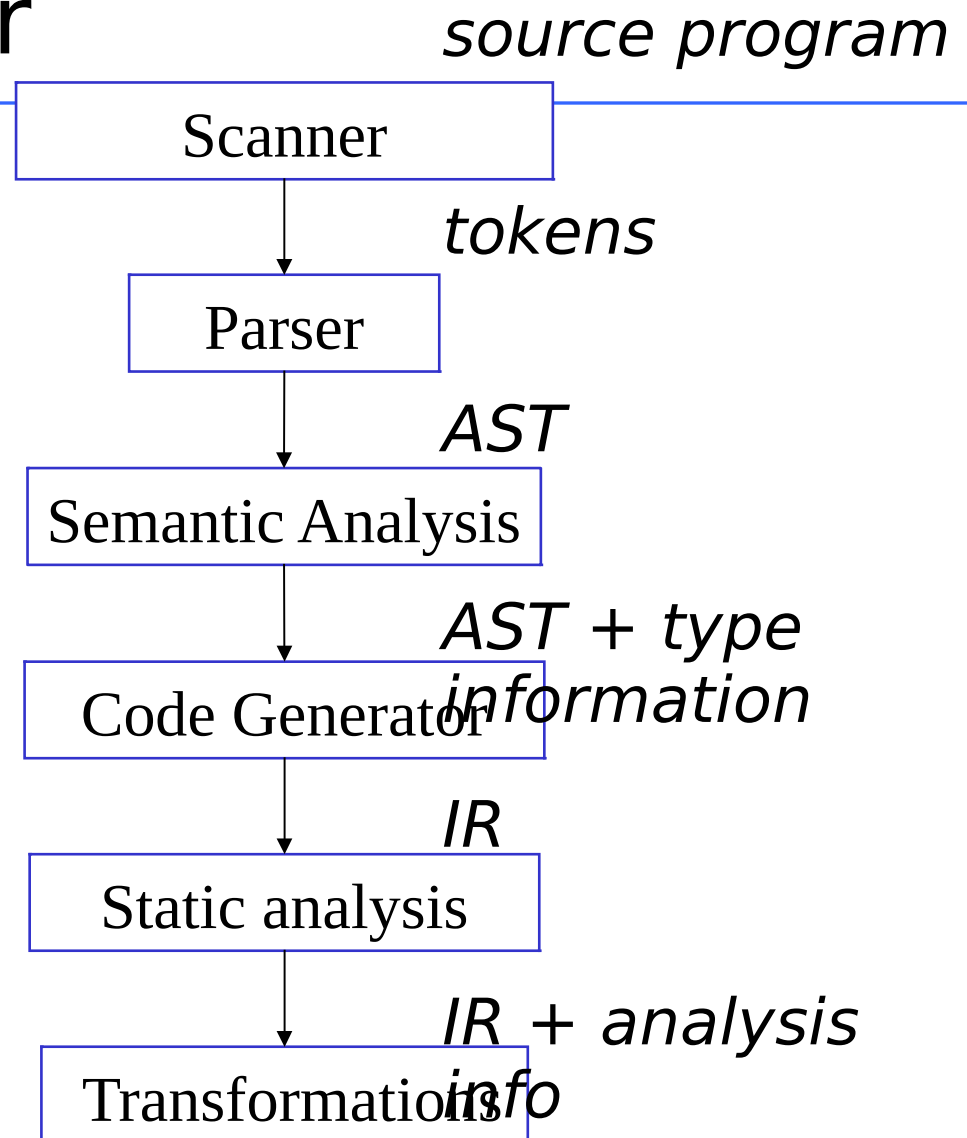 r
source program
Scanner
tokens
Parser
AST
Semantic Analysis
AST + type
information
Code Generator
IR
Static analysis
IR + analysis
info
Transformations